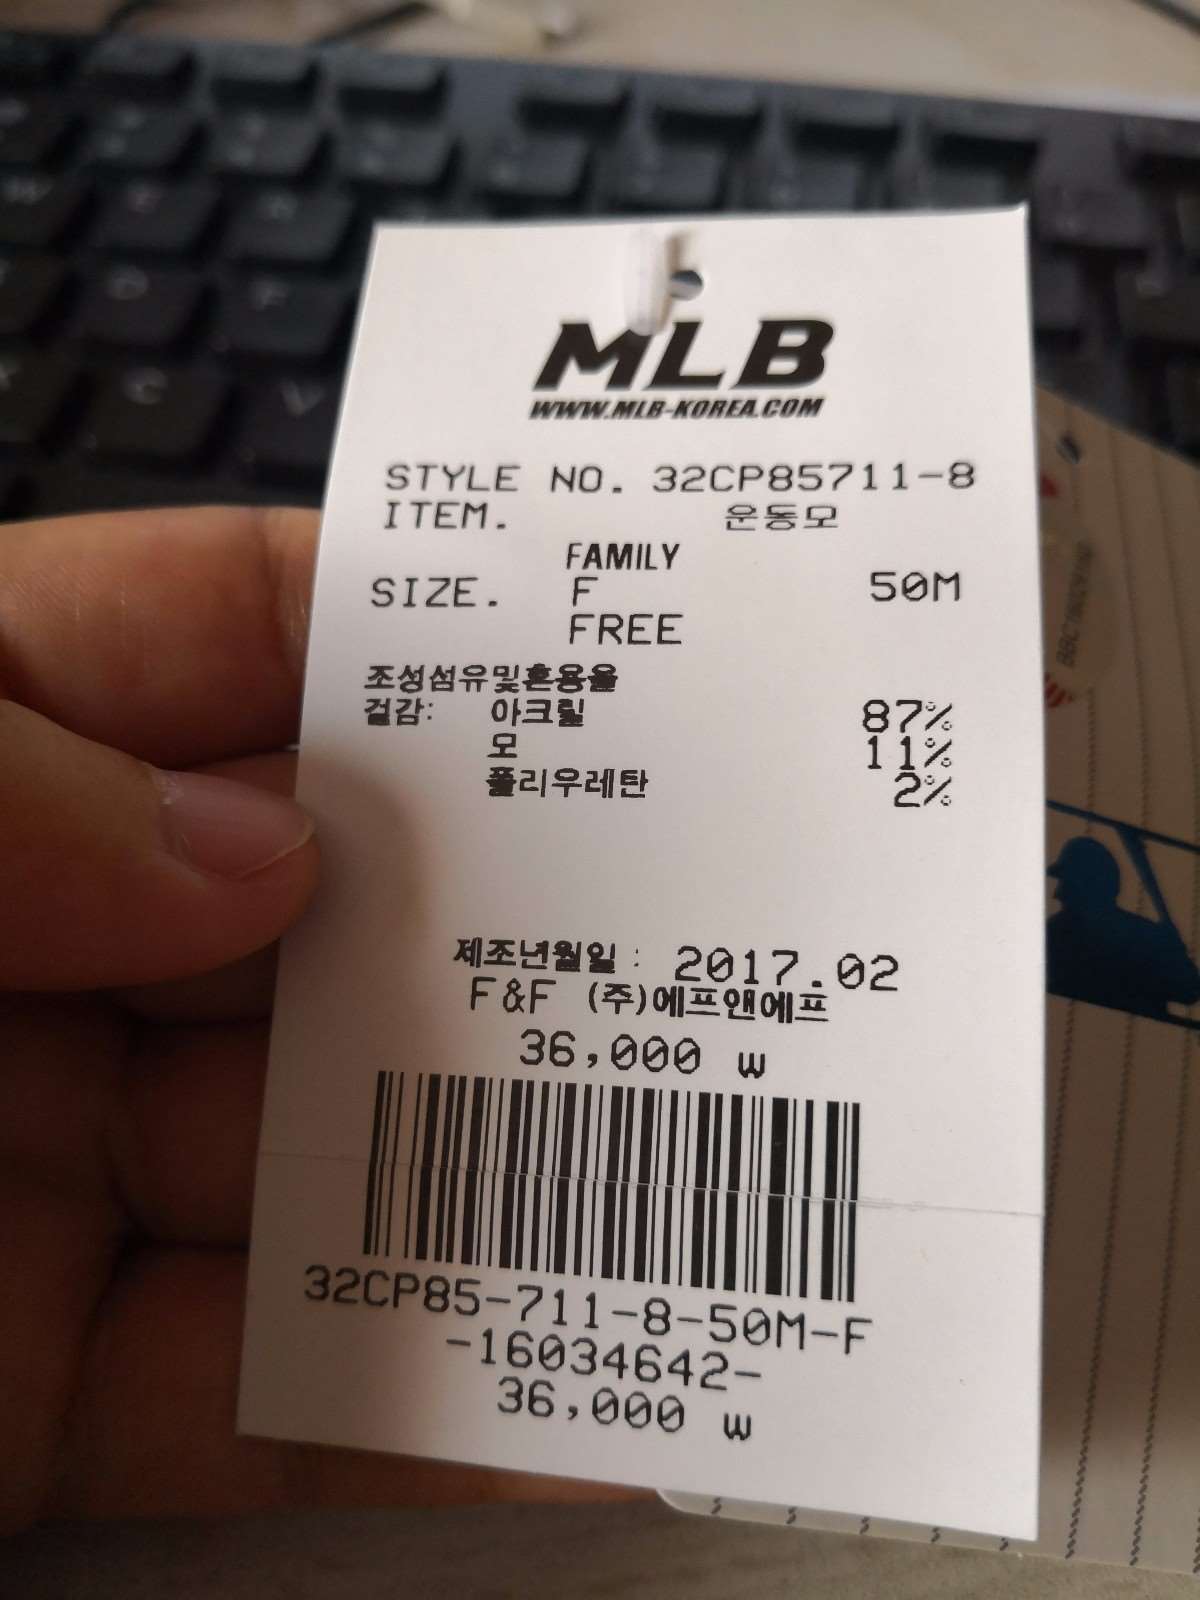 MLB
WWW.MLB-KOREA.COM
STYLE NO. 32CP85711-8
ITEM. 운동모
FAMILY
SIZE. F 50M
FREE
조성섬유및혼용율
겉감: 아크릴 87%
모 11%
폴리우레탄 2%
제조년월일 : 2017.02
F&F (주)에프앤에프
36,000 W
32CP85-711-8-50M-F
-16034642-
36,000 W
C
V